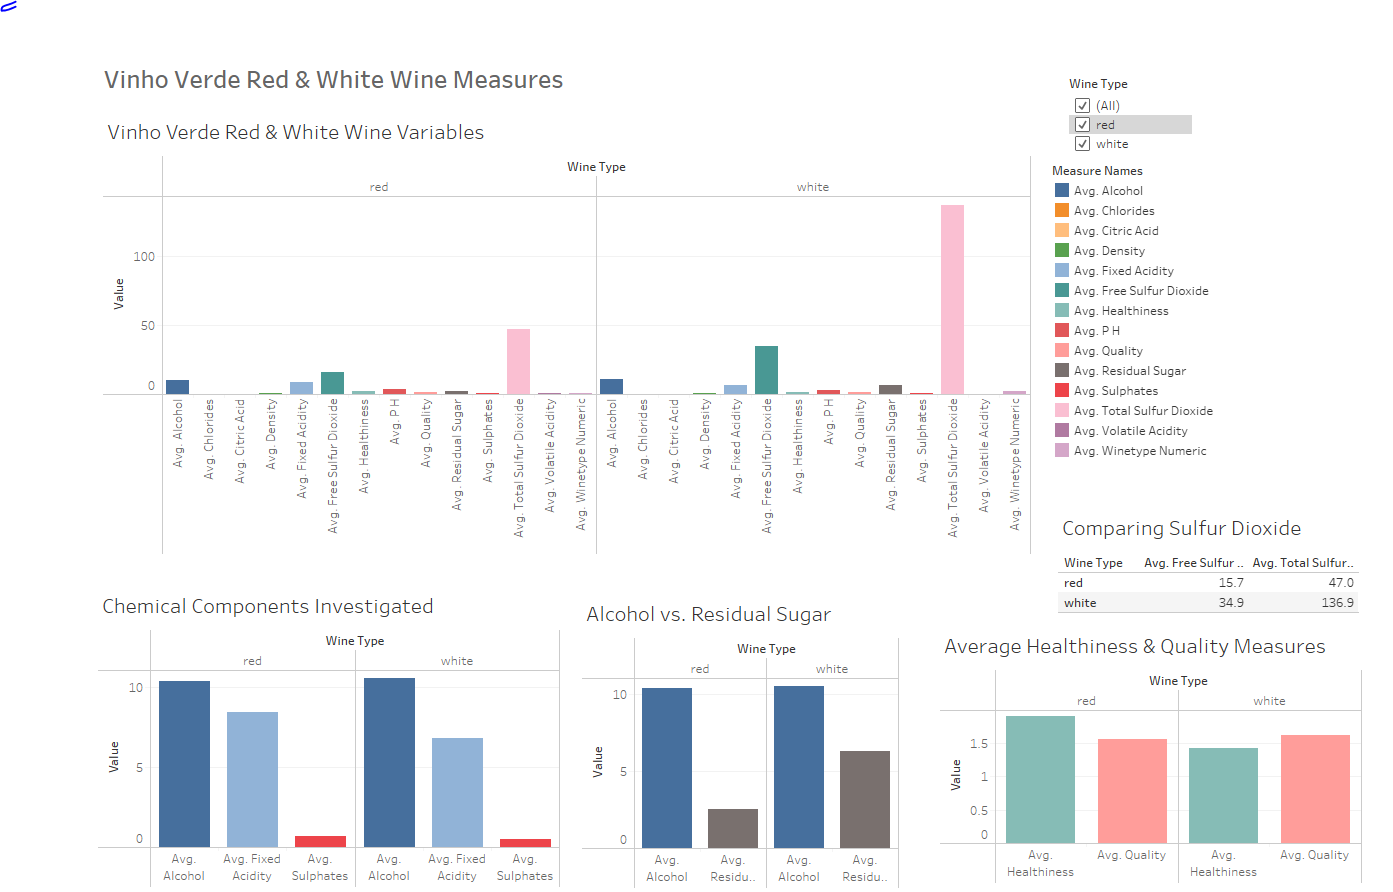 Vinho Verde Red & White Wine Measures
Vinho Verde Red & White Wine Variables
Wine Type
red
white
Value
100
50
0
Avg. Alcohol
Avg. Chlorides
Avg. Citric Acid
Avg. Density
Avg. Fixed Acidity
Avg. Free Sulfur Dioxide
Avg. Healthiness
Avg. P H
Avg. Quality
Avg. Residual Sugar
Avg. Sulphates
Avg. Total Sulfur Dioxide
Avg. Volatile Acidity
Avg. Winetype Numeric
Avg. Alcohol
Avg. Chlorides
Avg. Citric Acid
Avg. Density
Avg. Fixed Acidity
Avg. Free Sulfur Dioxide
Avg. Healthiness
Avg. P H
Avg. Quality
Avg. Residual Sugar
Avg. Sulphates
Avg. Total Sulfur Dioxide
Avg. Volatile Acidity
Avg. Winetype Numeric
Wine Type
(All)
red
white
Measure Names
Avg. Alcohol
Avg. Chlorides
Avg. Citric Acid
Avg. Density
Avg. Fixed Acidity
Avg. Free Sulfur Dioxide
Avg. Healthiness
Avg. P H
Avg. Quality
Avg. Residual Sugar
Avg. Sulphates
Avg. Total Sulfur Dioxide
Avg. Volatile Acidity
Avg. Winetype Numeric
Comparing Sulfur Dioxide
Wine Type Avg. Free Sulfur .. Avg. Total Sulfur..
red 15.7 47.0
white 34.9 136.9
Chemical Components Investigated
Wine Type
red white
Value
10
5
0
Avg. Avg. Fixed Avg. Avg. Avg. Fixed Avg.
Alcohol Acidity Sulphates Alcohol Acidity Sulphates
Alcohol vs. Residual Sugar
Wine Type
red white
Value
10
5
0
Avg. Avg. Avg. Avg.
Alcohol Residu.. Alcohol Residu..
Average Healthiness & Quality Measures
Wine Type
red white
Value
1.5
1
0.5
0
Avg. Avg. Quality Avg. Avg. Quality
Healthiness Healthiness